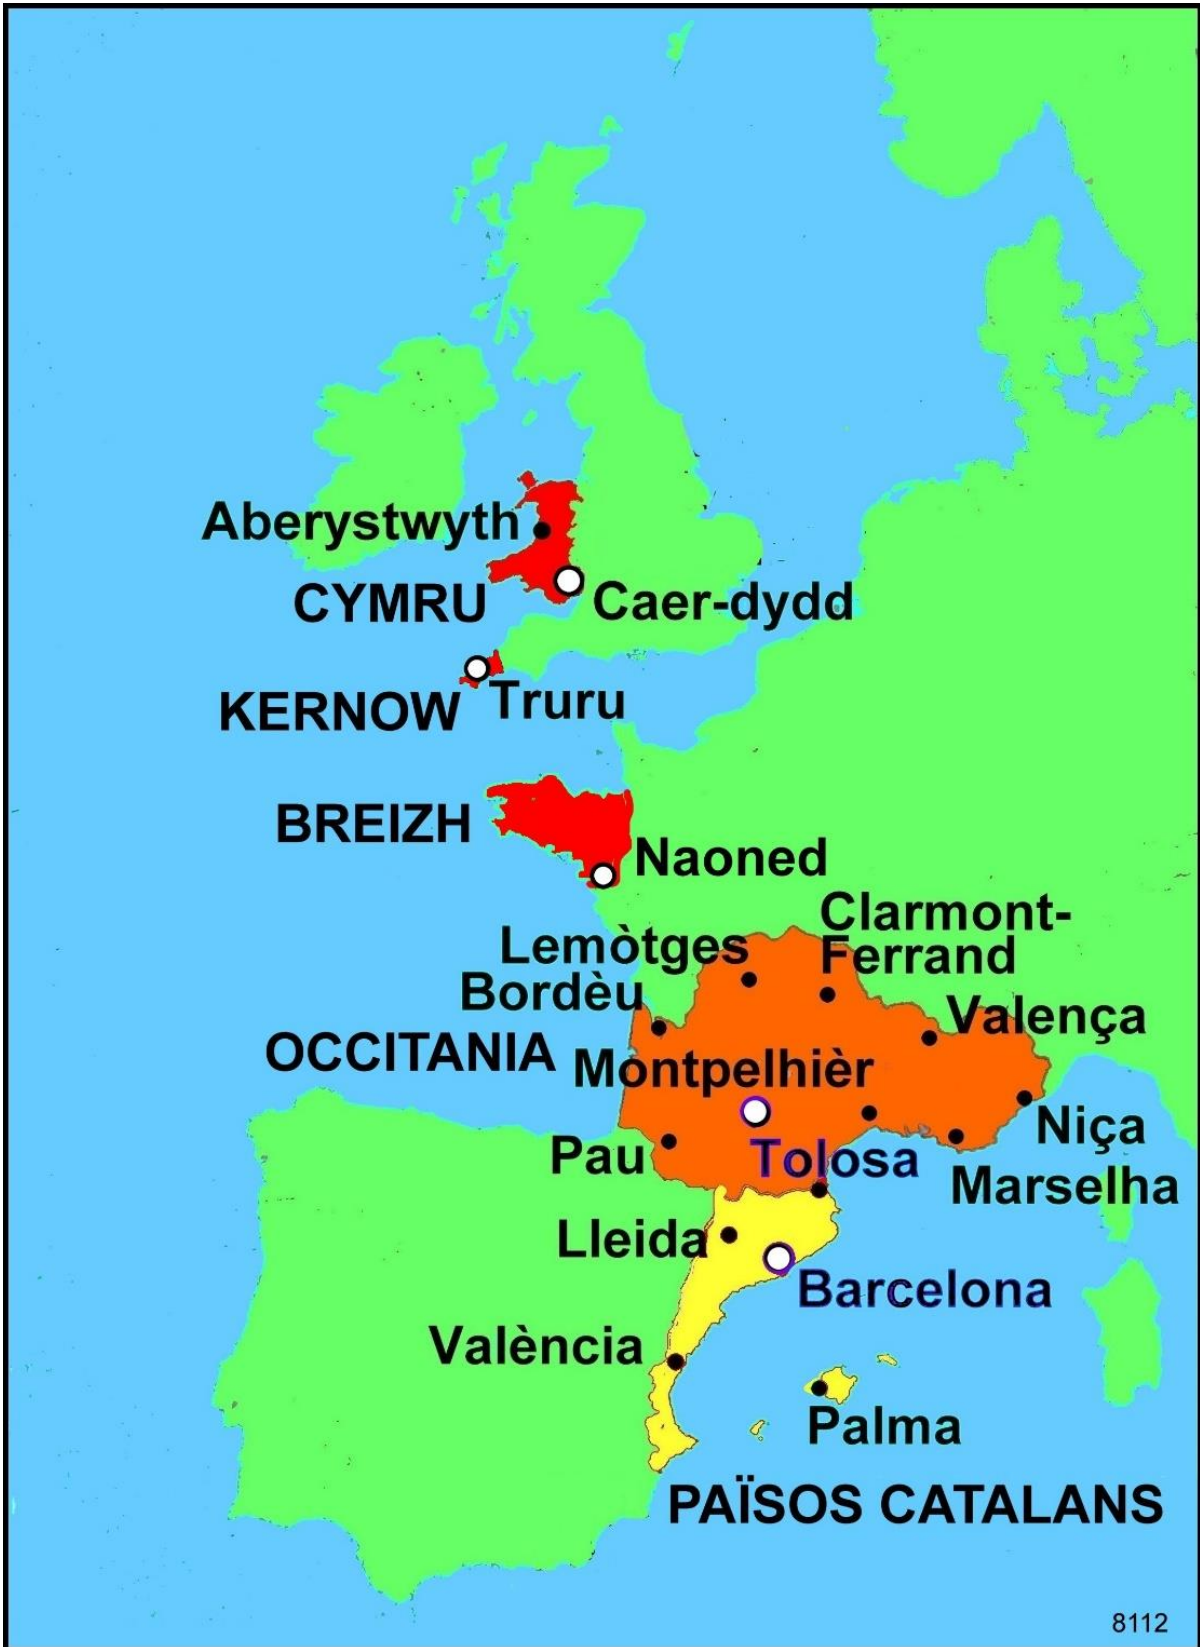 Aberystwyth
CYMRU
Caer-dydd
KERNOW
Truru
BREIZH
Naoned
Clarmont-
Ferrand
Lemòtges
Bordèu
Valença
OCCITANIA
Montpelhièr
Niça
Pau
Tolosa
Marselha
Lleida
Barcelona
València
Palma
PAÏSOS CATALANS
8112